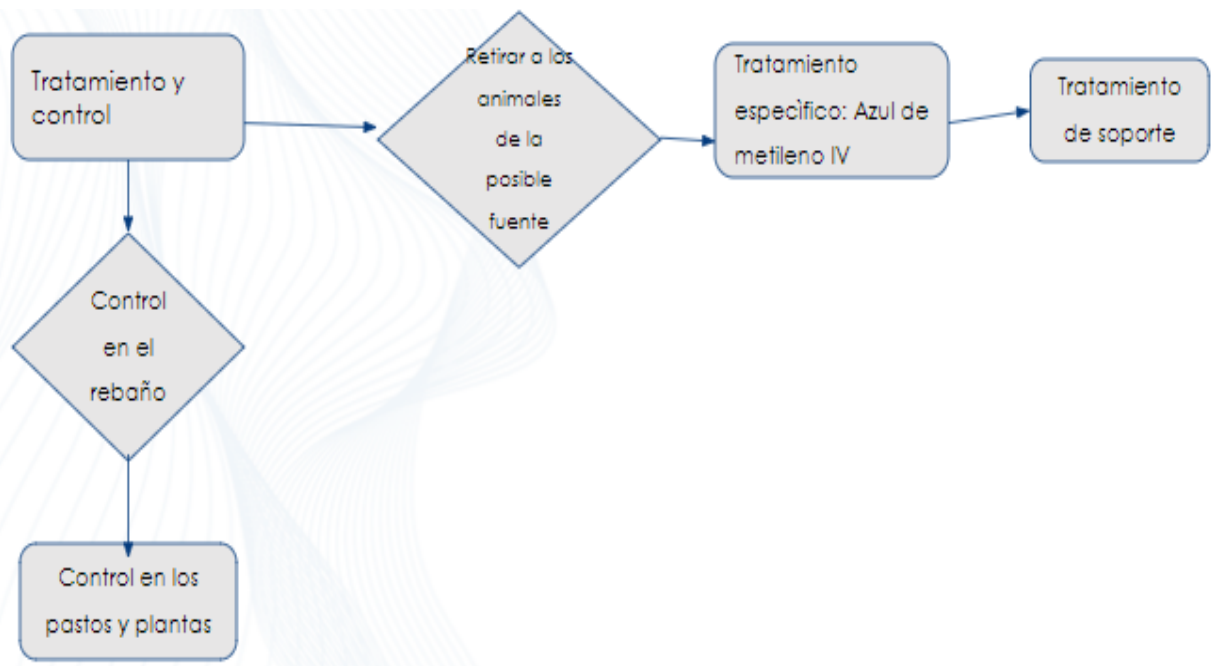 Tratamiento y
control
Retirar a los
animales
de la
posible
fuente
Tratamiento
especìfico: Azul de
metileno IV
Tratamiento
de soporte
Control
en el
rebaño
Control en los
pastos y plantas